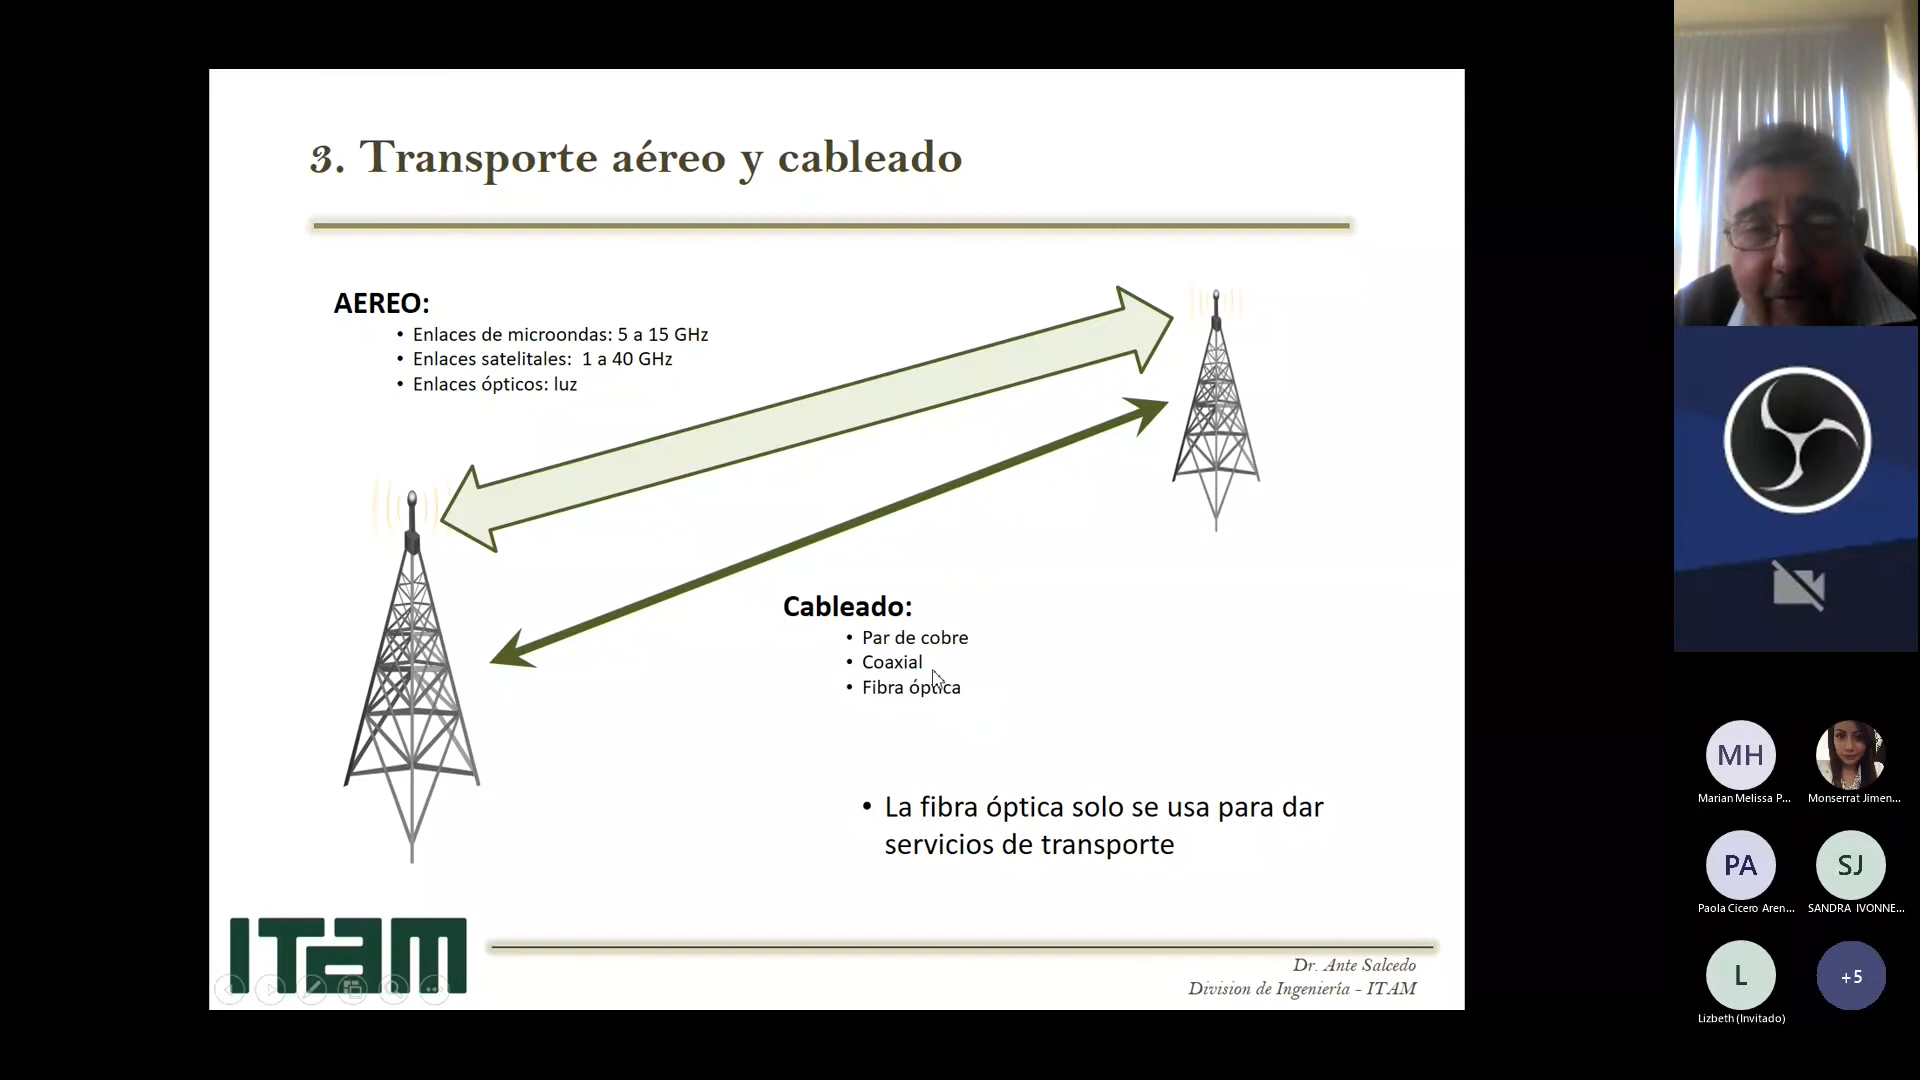 3. Transporte aéreo y cableado
AEREO:
• Enlaces de microondas: 5 a 15 GHz
• Enlaces satelitales: 1 a 40 GHz
• Enlaces ópticos: luz
Cableado:
• Par de cobre
• Coaxial
• Fibra óptica
• La fibra óptica solo se usa para dar
servicios de transporte
ITAM
Dr. Ante Salcedo
Division de Ingeniería - ITAM
MH
Marian Melissa P...
Monserrat Jimen...
PA
Paola Cicero Aren...
SJ
SANDRA IVONNE...
L
Lizbeth (Invitado)
+5